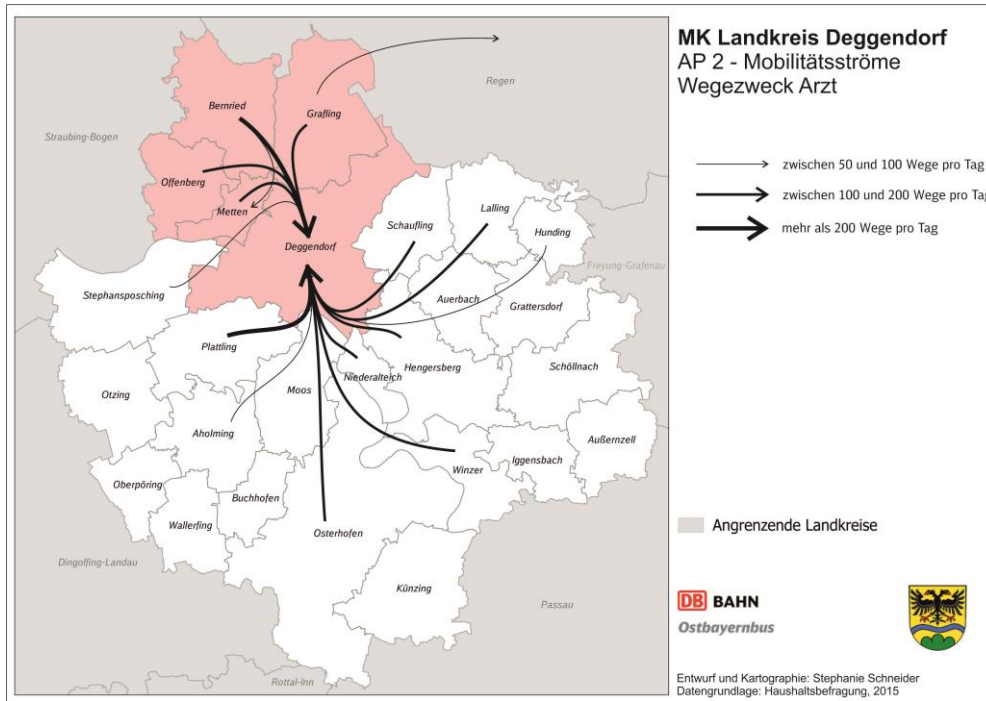 MK Landkreis Deggendorf
AP 2 - Mobilitätsströme
Wegezweck Arzt
zwischen 50 und 100 Wege pro Tag
zwischen 100 und 200 Wege pro Tag
mehr als 200 Wege pro Tag
Regen
Bernried
Grafling
Straubing-Bogen
Offenberg
Metten
Lalling
Schaufling
Hunding
Deggendorf
Freyung-Grafenau
Stephansposching
Auerbach
Grattersdorf
Plattling
Hengersberg
Schöllnach
Niederalteich
Otzing
Moos
Aholming
Außernzell
Iggensbach
Winzer
Oberpöring
Buchhofen
Wallerfing
Osterhofen
Dingolfing-Landau
Künzing
Passau
Rottal-Inn
Angrenzende Landkreise
DB BAHN
Ostbayernbus
Entwurf und Kartographie: Stephanie Schneider
Datengrundlage: Haushaltsbefragung, 2015